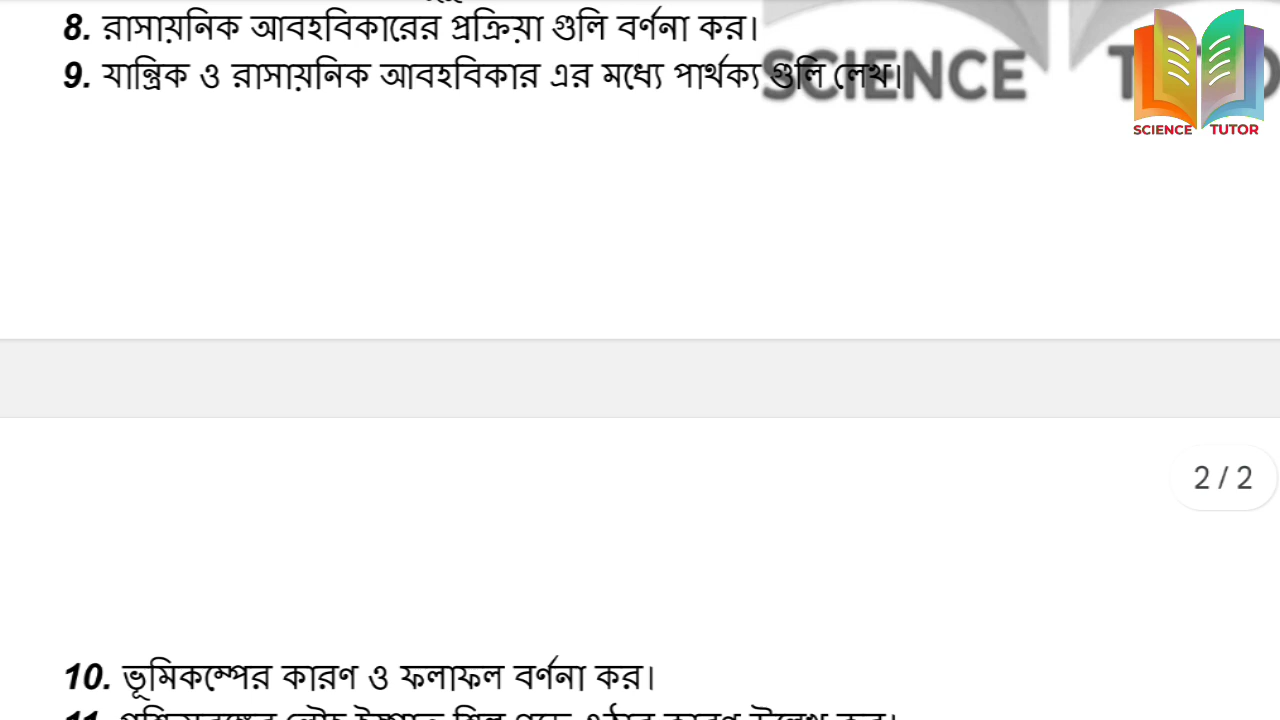 8. রাসায়নিক আবহবিকারের প্রক্রিয়া গুলি বর্ণনা কর।
9. যান্ত্রিক ও রাসায়নিক আবহবিকার এর মধ্যে পার্থক্য গুলি লেখ।
SCIENCE
SCIENCE TUTOR
2 / 2
10. ভূমিকম্পের কারণ ও ফলাফল বর্ণনা কর।